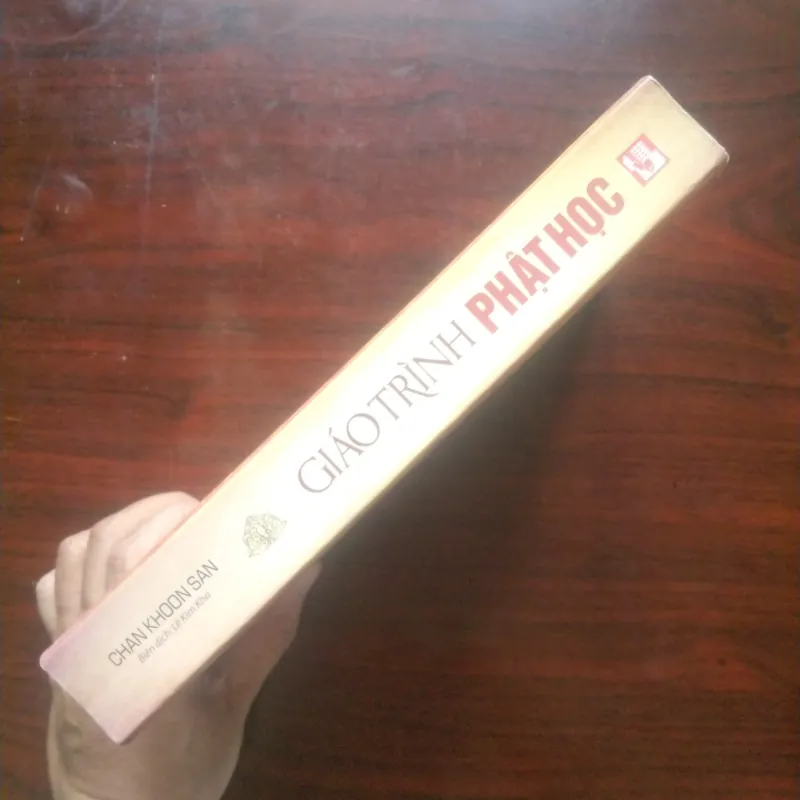 CHAN KHOON SAN
Biên dịch: Lê Kim Kha
GIÁO TRÌNH PHẬT HỌC